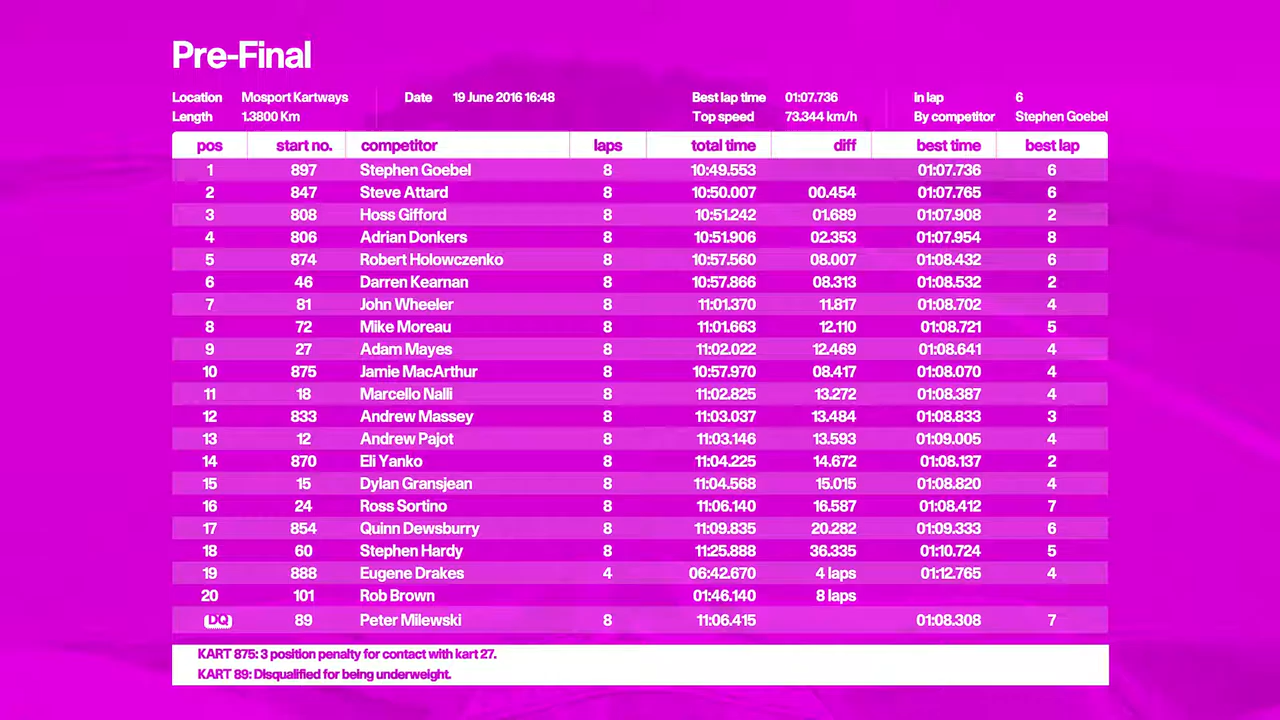 Pre-Final
Location Mosport Kartways Date 19 June 2016 16:48 Best lap time 01:07.736 In lap 6
Length 1.3800 Km Top speed 73.344 km/h By competitor Stephen Goebel
pos start no. competitor laps total time diff best time best lap
1 897 Stephen Goebel 8 10:49.553 01:07.736 6
2 847 Steve Attard 8 10:50.007 00.454 01:07.765 6
3 808 Hoss Gifford 8 10:51.242 01.689 01:07.908 2
4 806 Adrian Donkers 8 10:51.906 02.353 01:07.954 8
5 874 Robert Holowczenko 8 10:57.560 08.007 01:08.432 6
6 46 Darren Kearnan 8 10:57.866 08.313 01:08.532 2
7 81 John Wheeler 8 11:01.370 11.817 01:08.702 4
8 72 Mike Moreau 8 11:01.663 12.110 01:08.721 5
9 27 Adam Mayes 8 11:02.022 12.469 01:08.641 4
10 875 Jamie MacArthur 8 10:57.970 08.417 01:08.070 4
11 18 Marcello Nalli 8 11:02.825 13.272 01:08.387 4
12 833 Andrew Massey 8 11:03.037 13.484 01:08.833 3
13 12 Andrew Pajot 8 11:03.146 13.593 01:09.005 4
14 870 Eli Yanko 8 11:04.225 14.672 01:08.137 2
15 15 Dylan Gransjean 8 11:04.568 15.015 01:08.820 4
16 24 Ross Sortino 8 11:06.140 16.587 01:08.412 7
17 854 Quinn Dewsburry 8 11:09.835 20.282 01:09.333 6
18 60 Stephen Hardy 8 11:25.888 36.335 01:10.724 5
19 888 Eugene Drakes 4 06:42.670 4 laps 01:12.765 4
20 101 Rob Brown 01:46.140 8 laps
DQ 89 Peter Milewski 8 11:06.415 01:08.308 7
KART 875: 3 position penalty for contact with kart 27.
KART 89: Disqualified for being underweight.